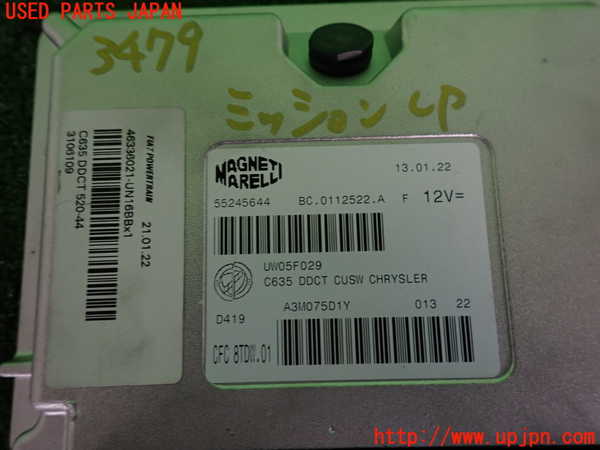 USED PARTS JAPAN
3479
ミッションCP
FIAT POWERTRAIN
46336021-UN16BBx1 21.01.22
C635 DDCT 520-44
3106109
MAGNETI MARELLI
13.01.22
55245644 BC.0112522.A F 12V=
UW05F029
C635 DDCT CUSW CHRYSLER
A3M075D1Y 013 22
D419
CFC 8TDW.01
http://www.upjpn.com/